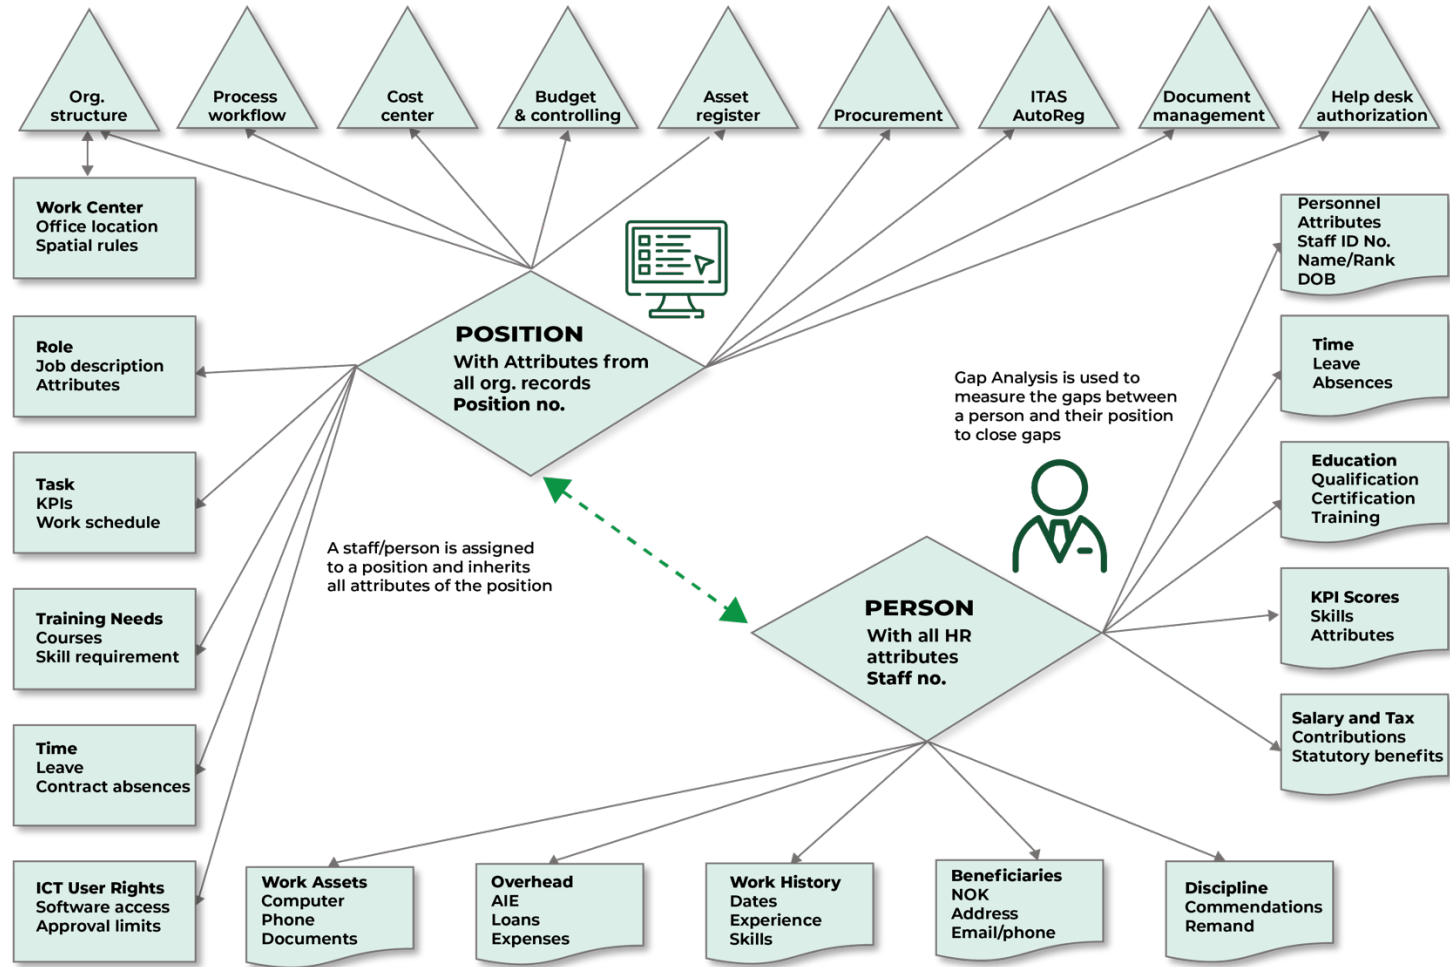 Org.
structure
Process
workflow
Cost
center
Budget
& controlling
Asset
register
Procurement
ITAS
AutoReg
Document
management
Help desk
authorization
Work Center
Office location
Spatial rules
Role
Job description
Attributes
Task
KPIs
Work schedule
Training Needs
Courses
Skill requirement
Time
Leave
Contract absences
ICT User Rights
Software access
Approval limits
POSITION
With Attributes from
all org. records
Position no.
A staff/person is assigned
to a position and inherits
all attributes of the position
Gap Analysis is used to
measure the gaps between
a person and their position
to close gaps
PERSON
With all HR
attributes
Staff no.
Personnel
Attributes
Staff ID No.
Name/Rank
DOB
Time
Leave
Absences
Education
Qualification
Certification
Training
KPI Scores
Skills
Attributes
Salary and Tax
Contributions
Statutory benefits
Work Assets
Computer
Phone
Documents
Overhead
AIE
Loans
Expenses
Work History
Dates
Experience
Skills
Beneficiaries
NOK
Address
Email/phone
Discipline
Commendations
Remand